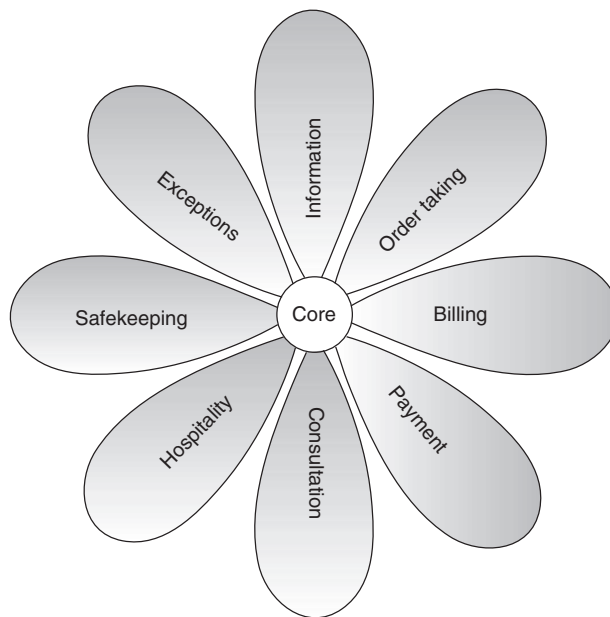 Information
Order taking
Exceptions
Safekeeping
Core
Billing
Hospitality
Consultation
Payment